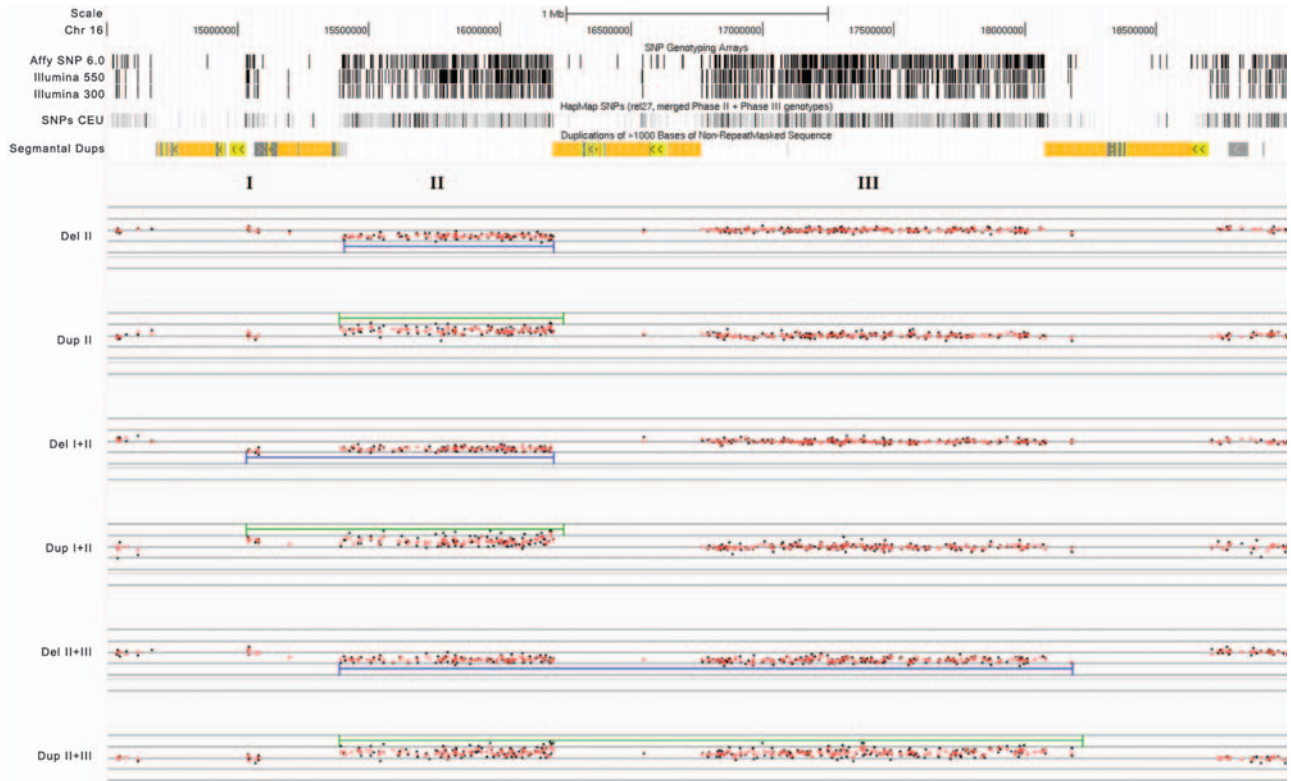 Scale 1 Mb
Chr 16 15000000 15500000 16000000 16500000 17000000 17500000 18000000 18500000
SNP Genotyping Arrays
Affy SNP 6.0
Illumina 550
Illumina 300
HapMap SNPs (rel27, merged Phase II + Phase III genotypes)
SNPs CEU
Duplications of >1000 Bases of Non-RepeatMasked Sequence
Segmantal Dups
I II III
Del II
Dup II
Del I+II
Dup I+II
Del II+III
Dup II+III